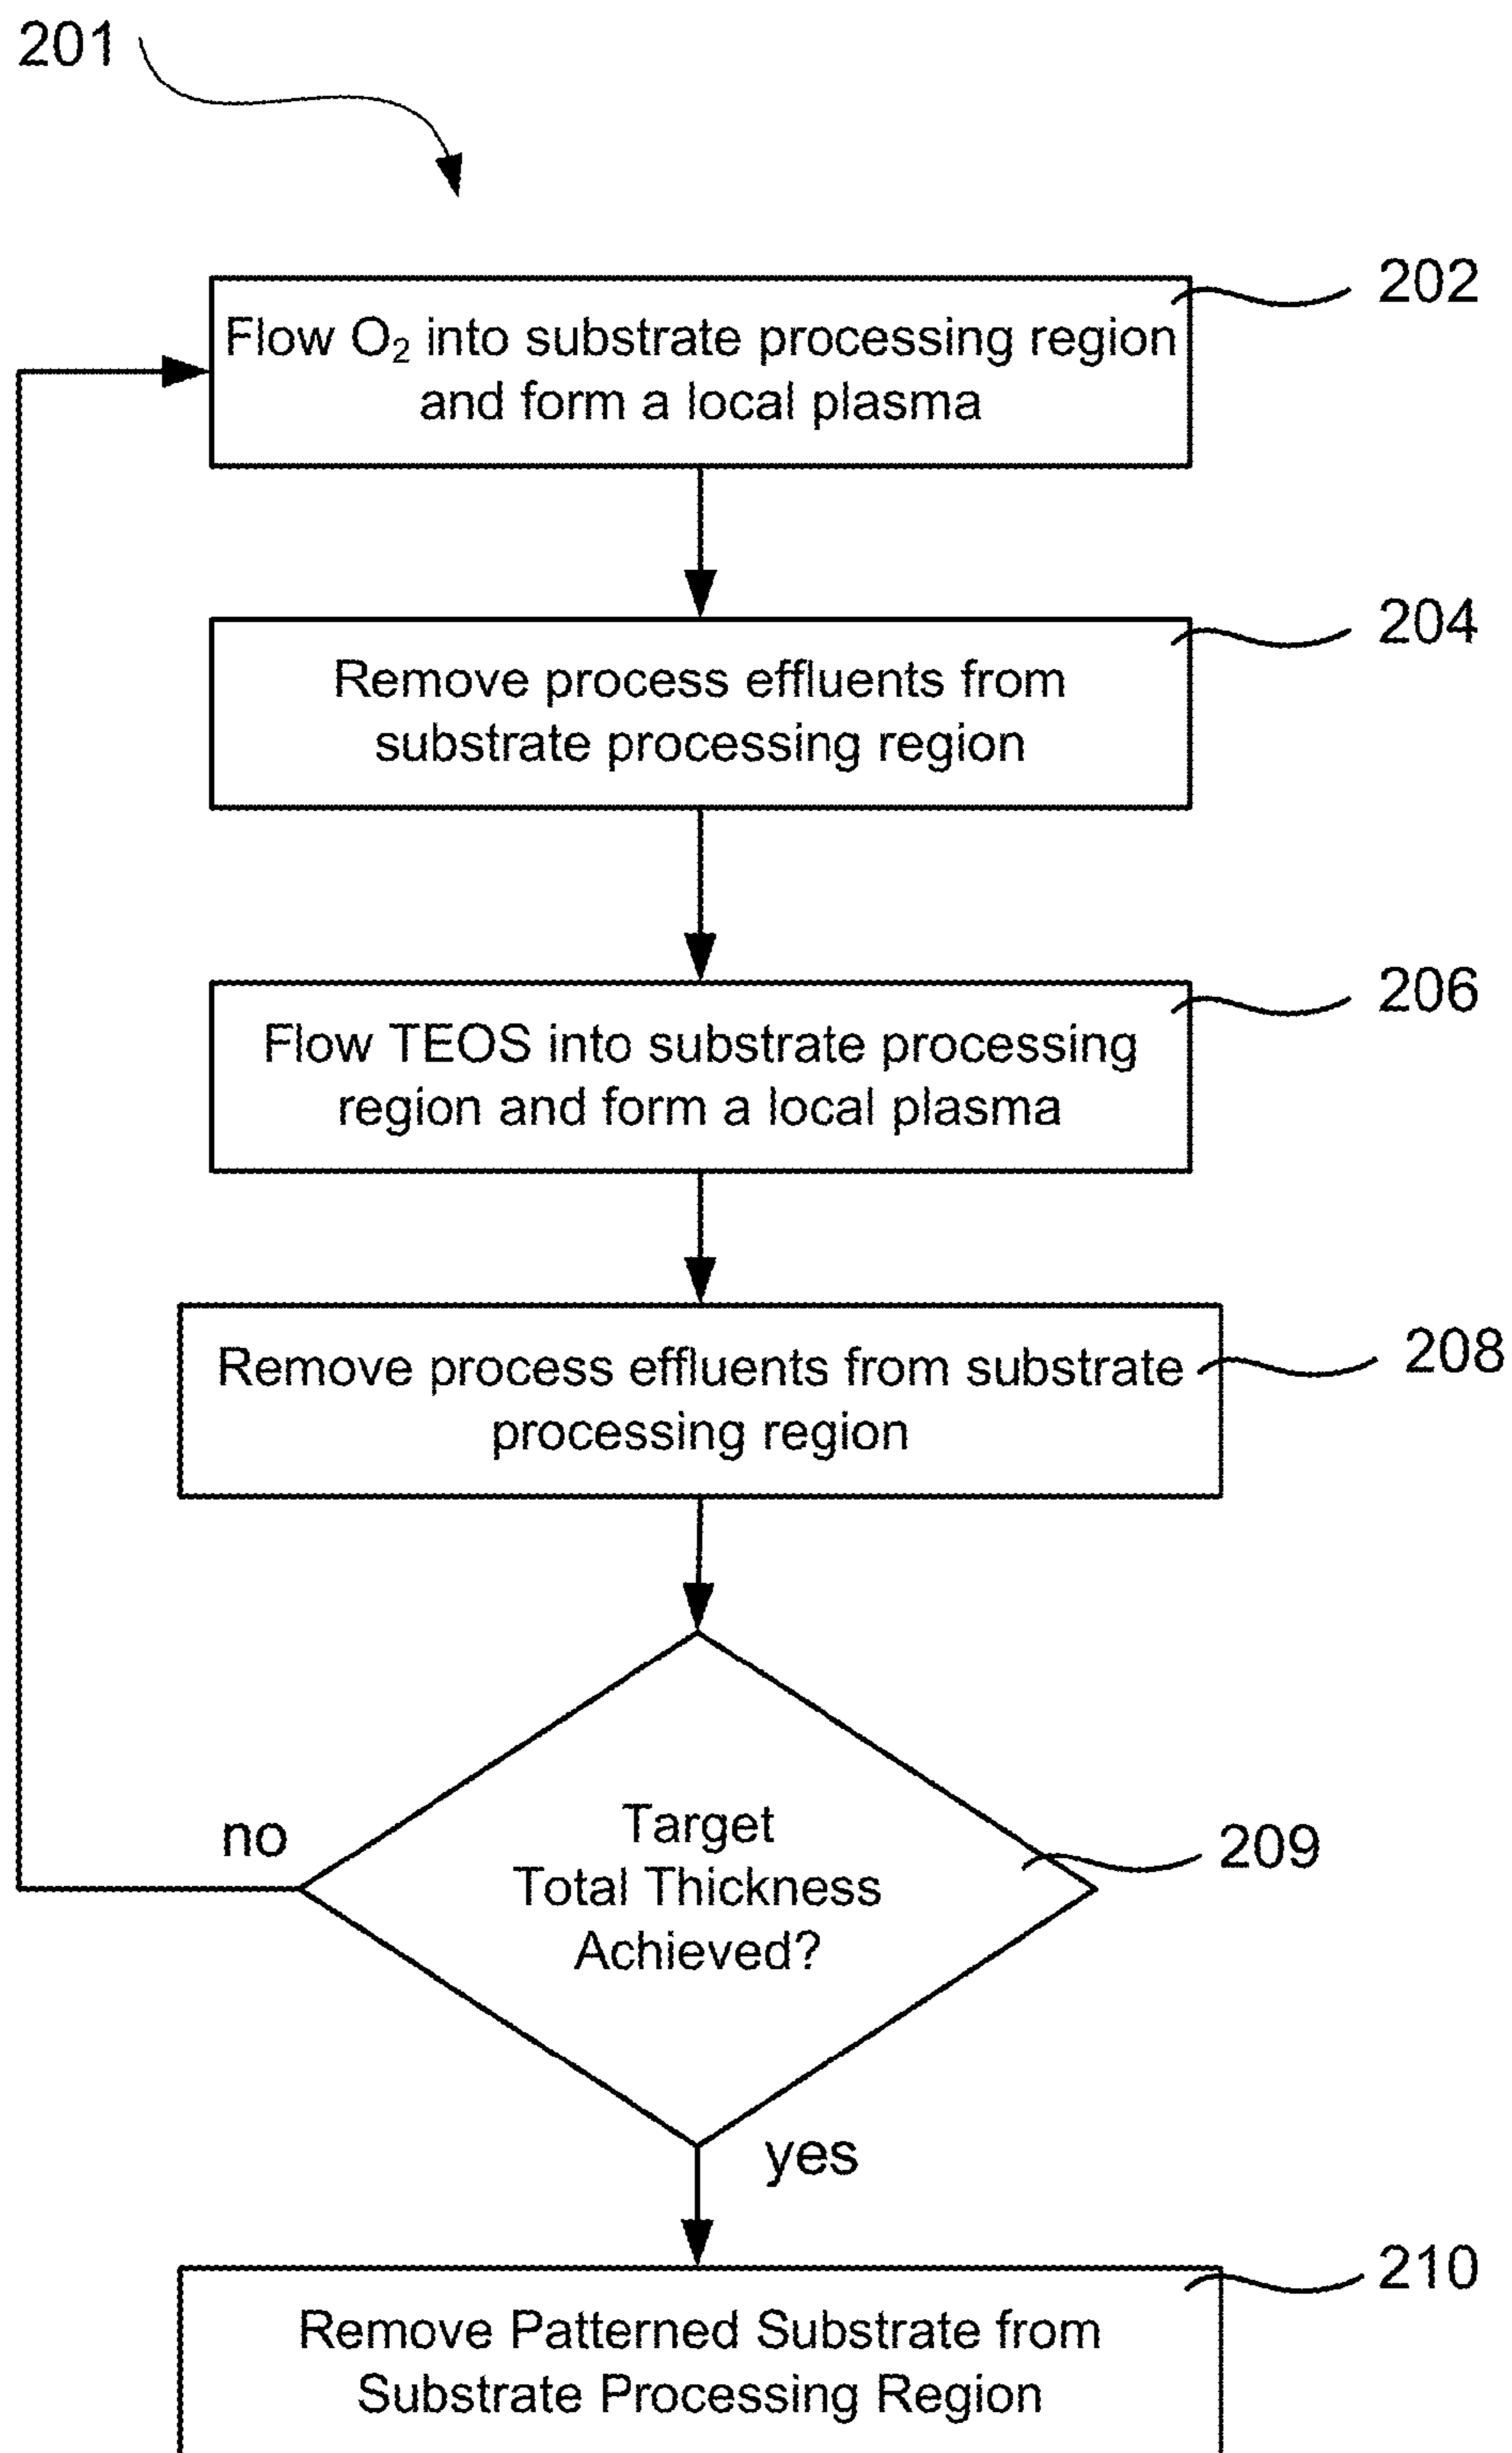 201
202
Flow O₂ into substrate processing region
and form a local plasma
204
Remove process effluents from
substrate processing region
206
Flow TEOS into substrate processing
region and form a local plasma
208
Remove process effluents from substrate
processing region
Target
Total Thickness
Achieved?
no
209
yes
210
Remove Patterned Substrate from
Substrate Processing Region